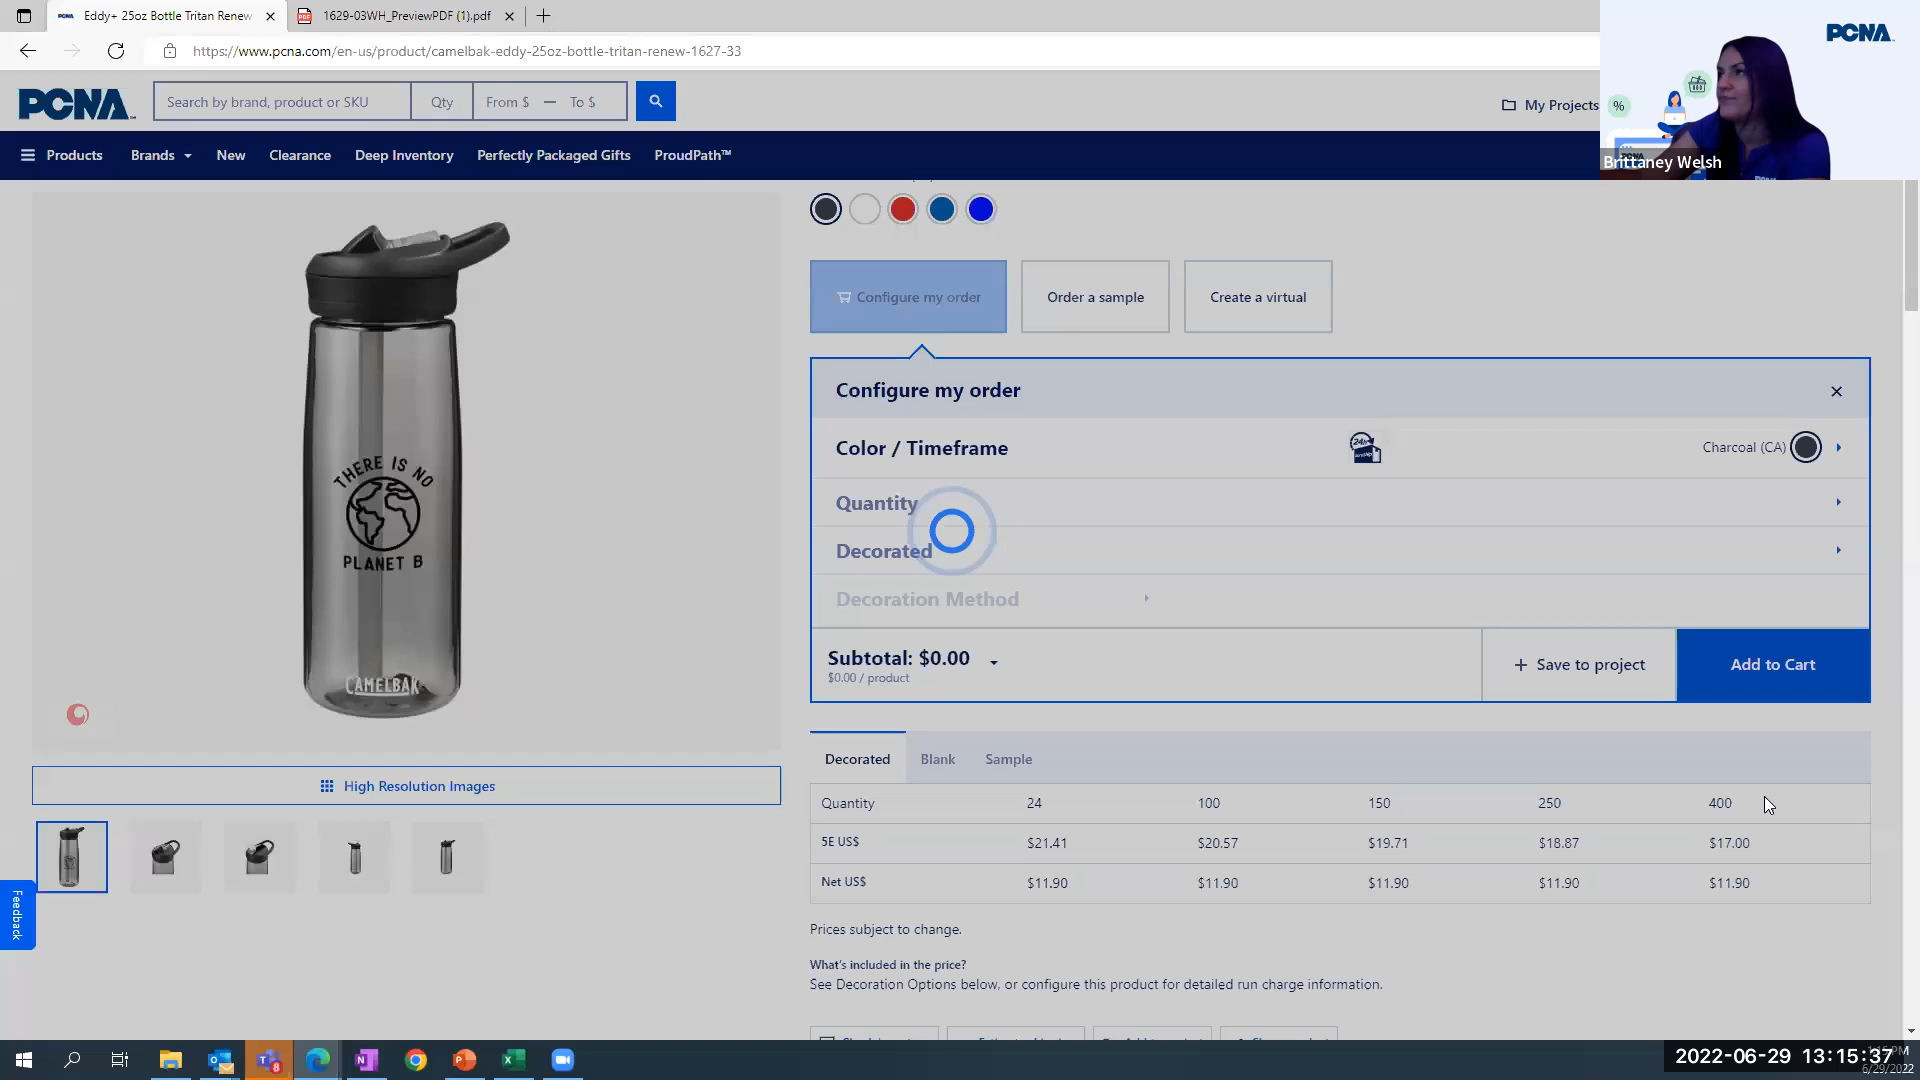 Eddy+ 25oz Bottle Tritan Renew
1629-03WH_PreviewPDF (1).pdf
https://www.pcna.com/en-us/product/camelbak-eddy-25oz-bottle-tritan-renew-1627-33
PCNA
PCNA
Search by brand, product or SKU
Qty
From $ — To $
My Projects
%
Brittaney Welsh
Products
Brands
New
Clearance
Deep Inventory
Perfectly Packaged Gifts
ProudPath™
Configure my order
Order a sample
Create a virtual
Configure my order
Color / Timeframe
24hr
Charcoal (CA)
Quantity
Decorated
Decoration Method
Subtotal: $0.00
$0.00 / product
+ Save to project
Add to Cart
THERE IS NO
PLANET B
CAMELBAK
High Resolution Images
Feedback
Decorated Blank Sample
Quantity 24 100 150 250 400
5E US$ $21.41 $20.57 $19.71 $18.87 $17.00
Net US$ $11.90 $11.90 $11.90 $11.90 $11.90
Prices subject to change.
What's included in the price?
See Decoration Options below, or configure this product for detailed run charge information.
2022-06-29 13:15:37
6/29/2022